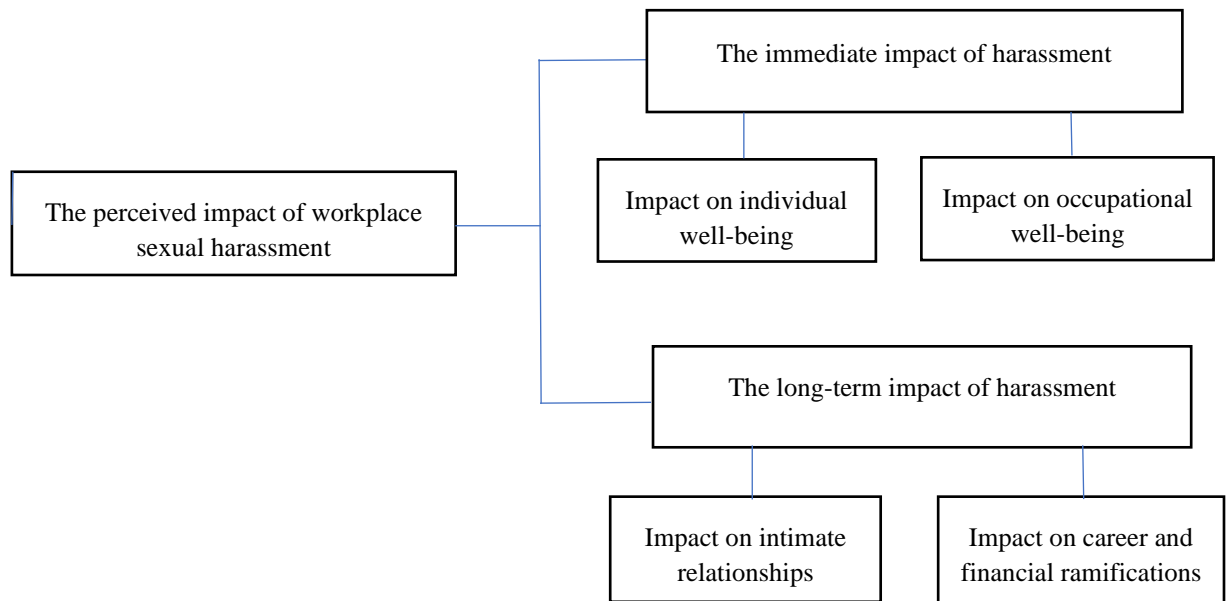 The immediate impact of harassment
Impact on individual
well-being
Impact on occupational
well-being
The perceived impact of workplace
sexual harassment
The long-term impact of harassment
Impact on intimate
relationships
Impact on career and
financial ramifications